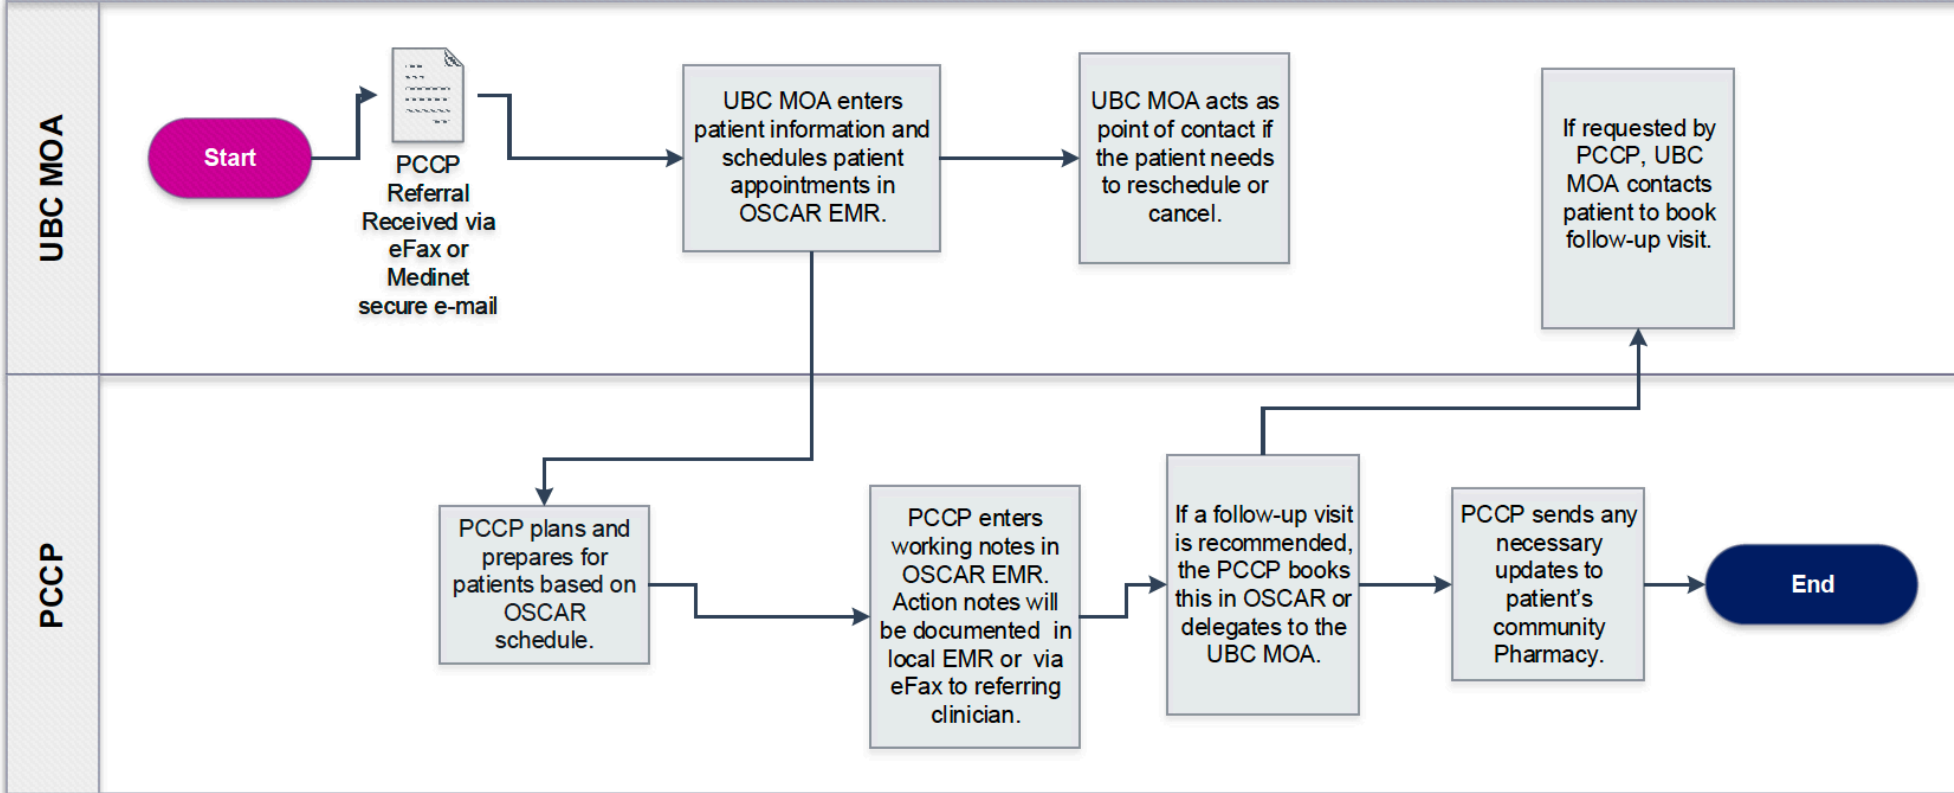 UBC MOA
Start
PCCP
Referral
Received via
eFax or
Medinet
secure e-mail
UBC MOA enters
patient information and
schedules patient
appointments in
OSCAR EMR.
UBC MOA acts as
point of contact if
the patient needs
to reschedule or
cancel.
If requested by
PCCP, UBC
MOA contacts
patient to book
follow-up visit.
PCCP
PCCP plans and
prepares for
patients based on
OSCAR
schedule.
PCCP enters
working notes in
OSCAR EMR.
Action notes will
be documented in
local EMR or via
eFax to referring
clinician.
If a follow-up visit
is recommended,
the PCCP books
this in OSCAR or
delegates to the
UBC MOA.
PCCP sends any
necessary
updates to
patient’s
community
Pharmacy.
End